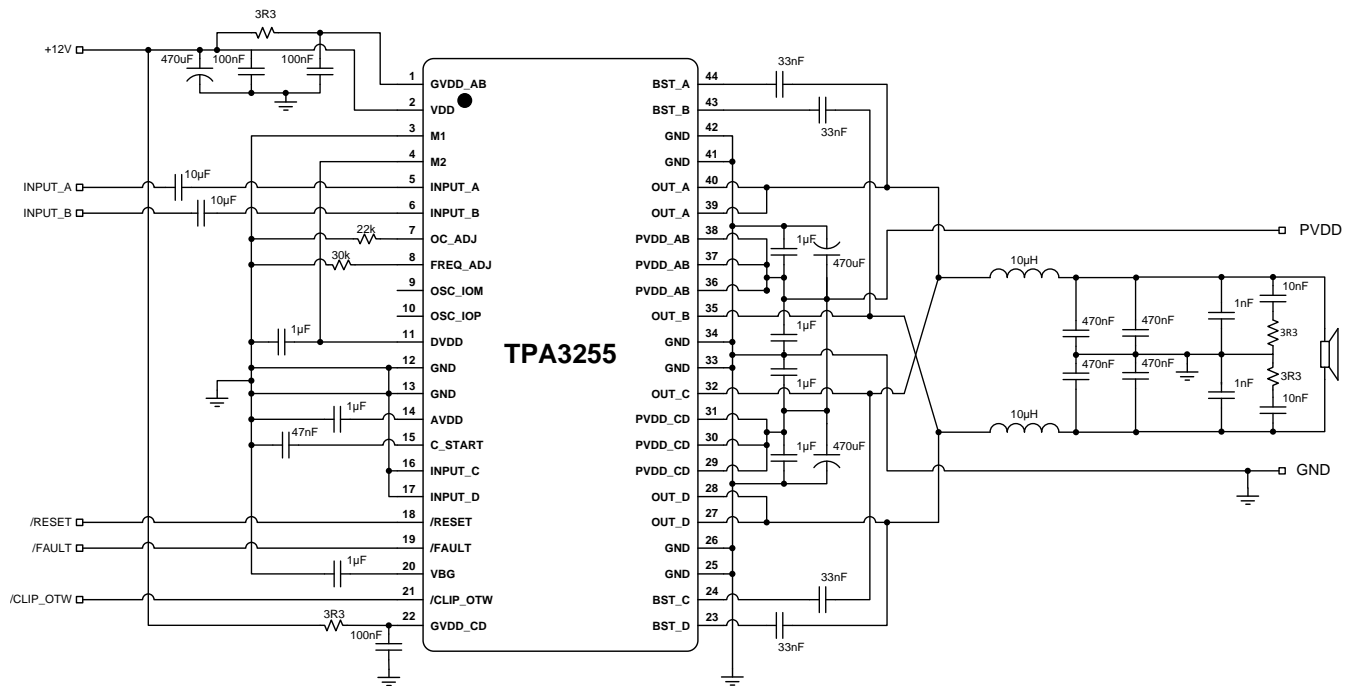 3R3
+12V
470uF
100nF
100nF
INPUT_A
10µF
INPUT_B
10µF
22k
30k
1µF
1µF
47nF
/RESET
/FAULT
1µF
/CLIP_OTW
3R3
100nF
1 GVDD_AB
2 VDD
3 M1
4 M2
5 INPUT_A
6 INPUT_B
7 OC_ADJ
8 FREQ_ADJ
9 OSC_IOM
10 OSC_IOP
11 DVDD
12 GND
13 GND
14 AVDD
15 C_START
16 INPUT_C
17 INPUT_D
18 /RESET
19 /FAULT
20 VBG
21 /CLIP_OTW
22 GVDD_CD
TPA3255
BST_A 44
BST_B 43
GND 42
GND 41
OUT_A 40
OUT_A 39
PVDD_AB 38
PVDD_AB 37
PVDD_AB 36
OUT_B 35
GND 34
GND 33
OUT_C 32
PVDD_CD 31
PVDD_CD 30
PVDD_CD 29
OUT_D 28
OUT_D 27
GND 26
GND 25
BST_C 24
BST_D 23
33nF
33nF
1µF
470uF
1µF
1µF
1µF
470uF
33nF
33nF
PVDD
10µH
470nF
470nF
1nF
10nF
3R3
470nF
470nF
1nF
3R3
10nF
10µH
GND